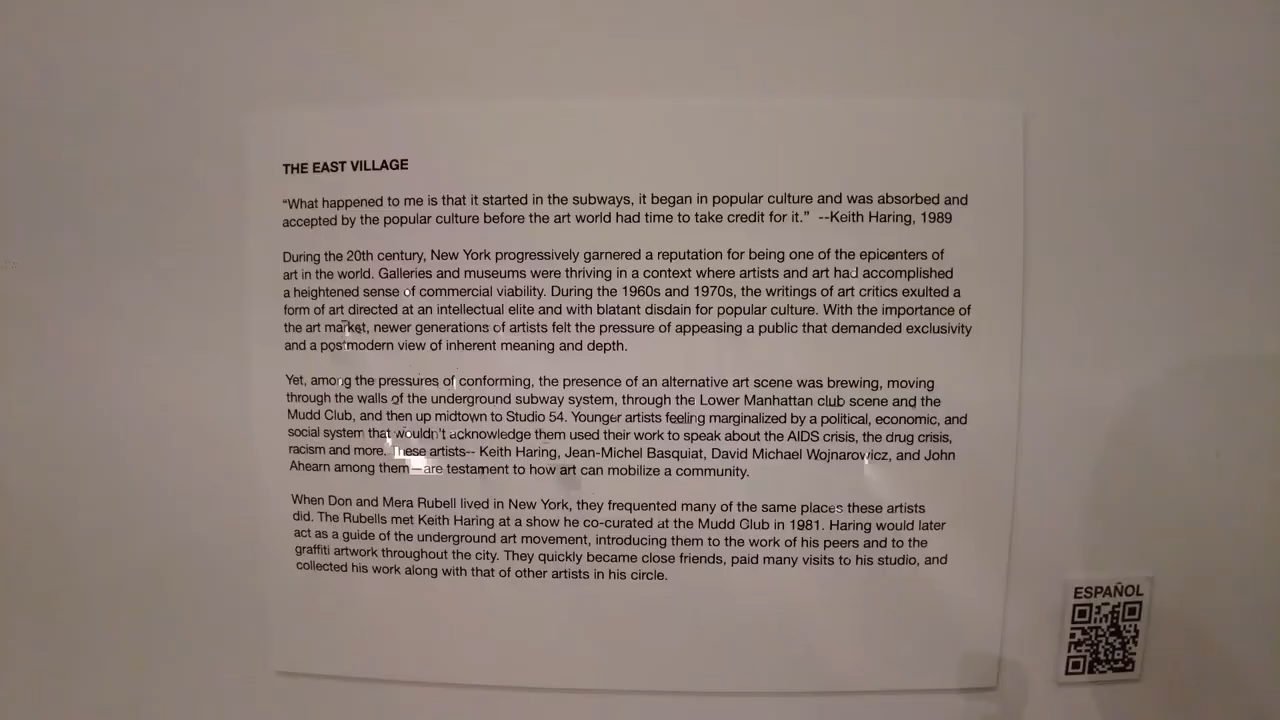 THE EAST VILLAGE
“What happened to me is that it started in the subways, it began in popular culture and was absorbed and
accepted by the popular culture before the art world had time to take credit for it.” --Keith Haring, 1989
During the 20th century, New York progressively garnered a reputation for being one of the epicenters of
art in the world. Galleries and museums were thriving in a context where artists and art had accomplished
a heightened sense of commercial viability. During the 1960s and 1970s, the writings of art critics exulted a
form of art directed at an intellectual elite and with blatant disdain for popular culture. With the importance of
the art market, newer generations of artists felt the pressure of appeasing a public that demanded exclusivity
and a postmodern view of inherent meaning and depth.
Yet, among the pressures of conforming, the presence of an alternative art scene was brewing, moving
through the walls of the underground subway system, through the Lower Manhattan club scene and the
Mudd Club, and then up midtown to Studio 54. Younger artists feeling marginalized by a political, economic, and
social system that wouldn’t acknowledge them used their work to speak about the AIDS crisis, the drug crisis,
racism and more. These artists-- Keith Haring, Jean-Michel Basquiat, David Michael Wojnarowicz, and John
Ahearn among them—are testament to how art can mobilize a community.
When Don and Mera Rubell lived in New York, they frequented many of the same places these artists
did. The Rubells met Keith Haring at a show he co-curated at the Mudd Club in 1981. Haring would later
act as a guide of the underground art movement, introducing them to the work of his peers and to the
graffiti artwork throughout the city. They quickly became close friends, paid many visits to his studio, and
collected his work along with that of other artists in his circle.
ESPAÑOL